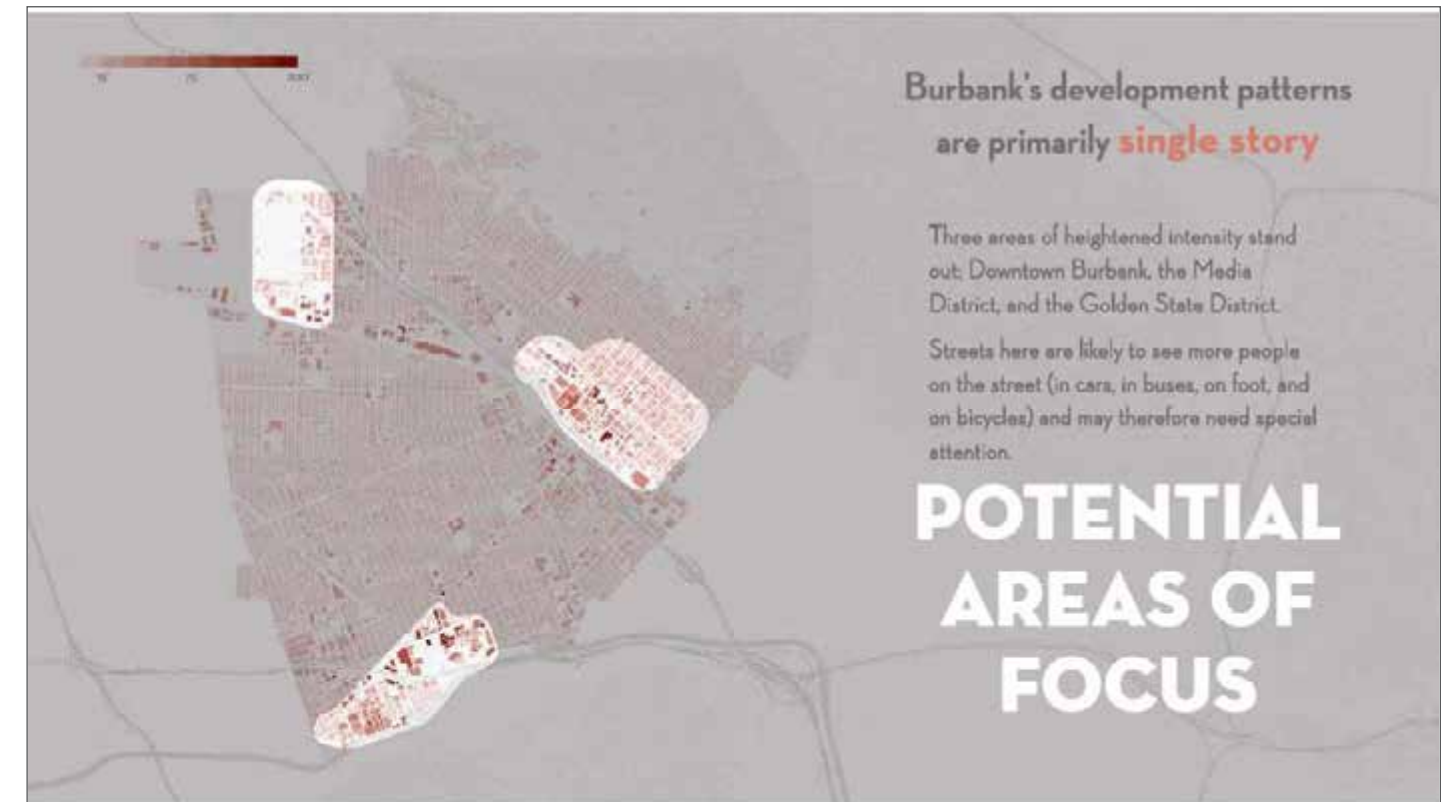 Burbank's development patterns
are primarily single story
Three areas of heightened intensity stand
out: Downtown Burbank, the Media
District, and the Golden State District.
Streets here are likely to see more people
on the street (in cars, in buses, on foot, and
on bicycles) and may therefore need special
attention.
POTENTIAL
AREAS OF
FOCUS